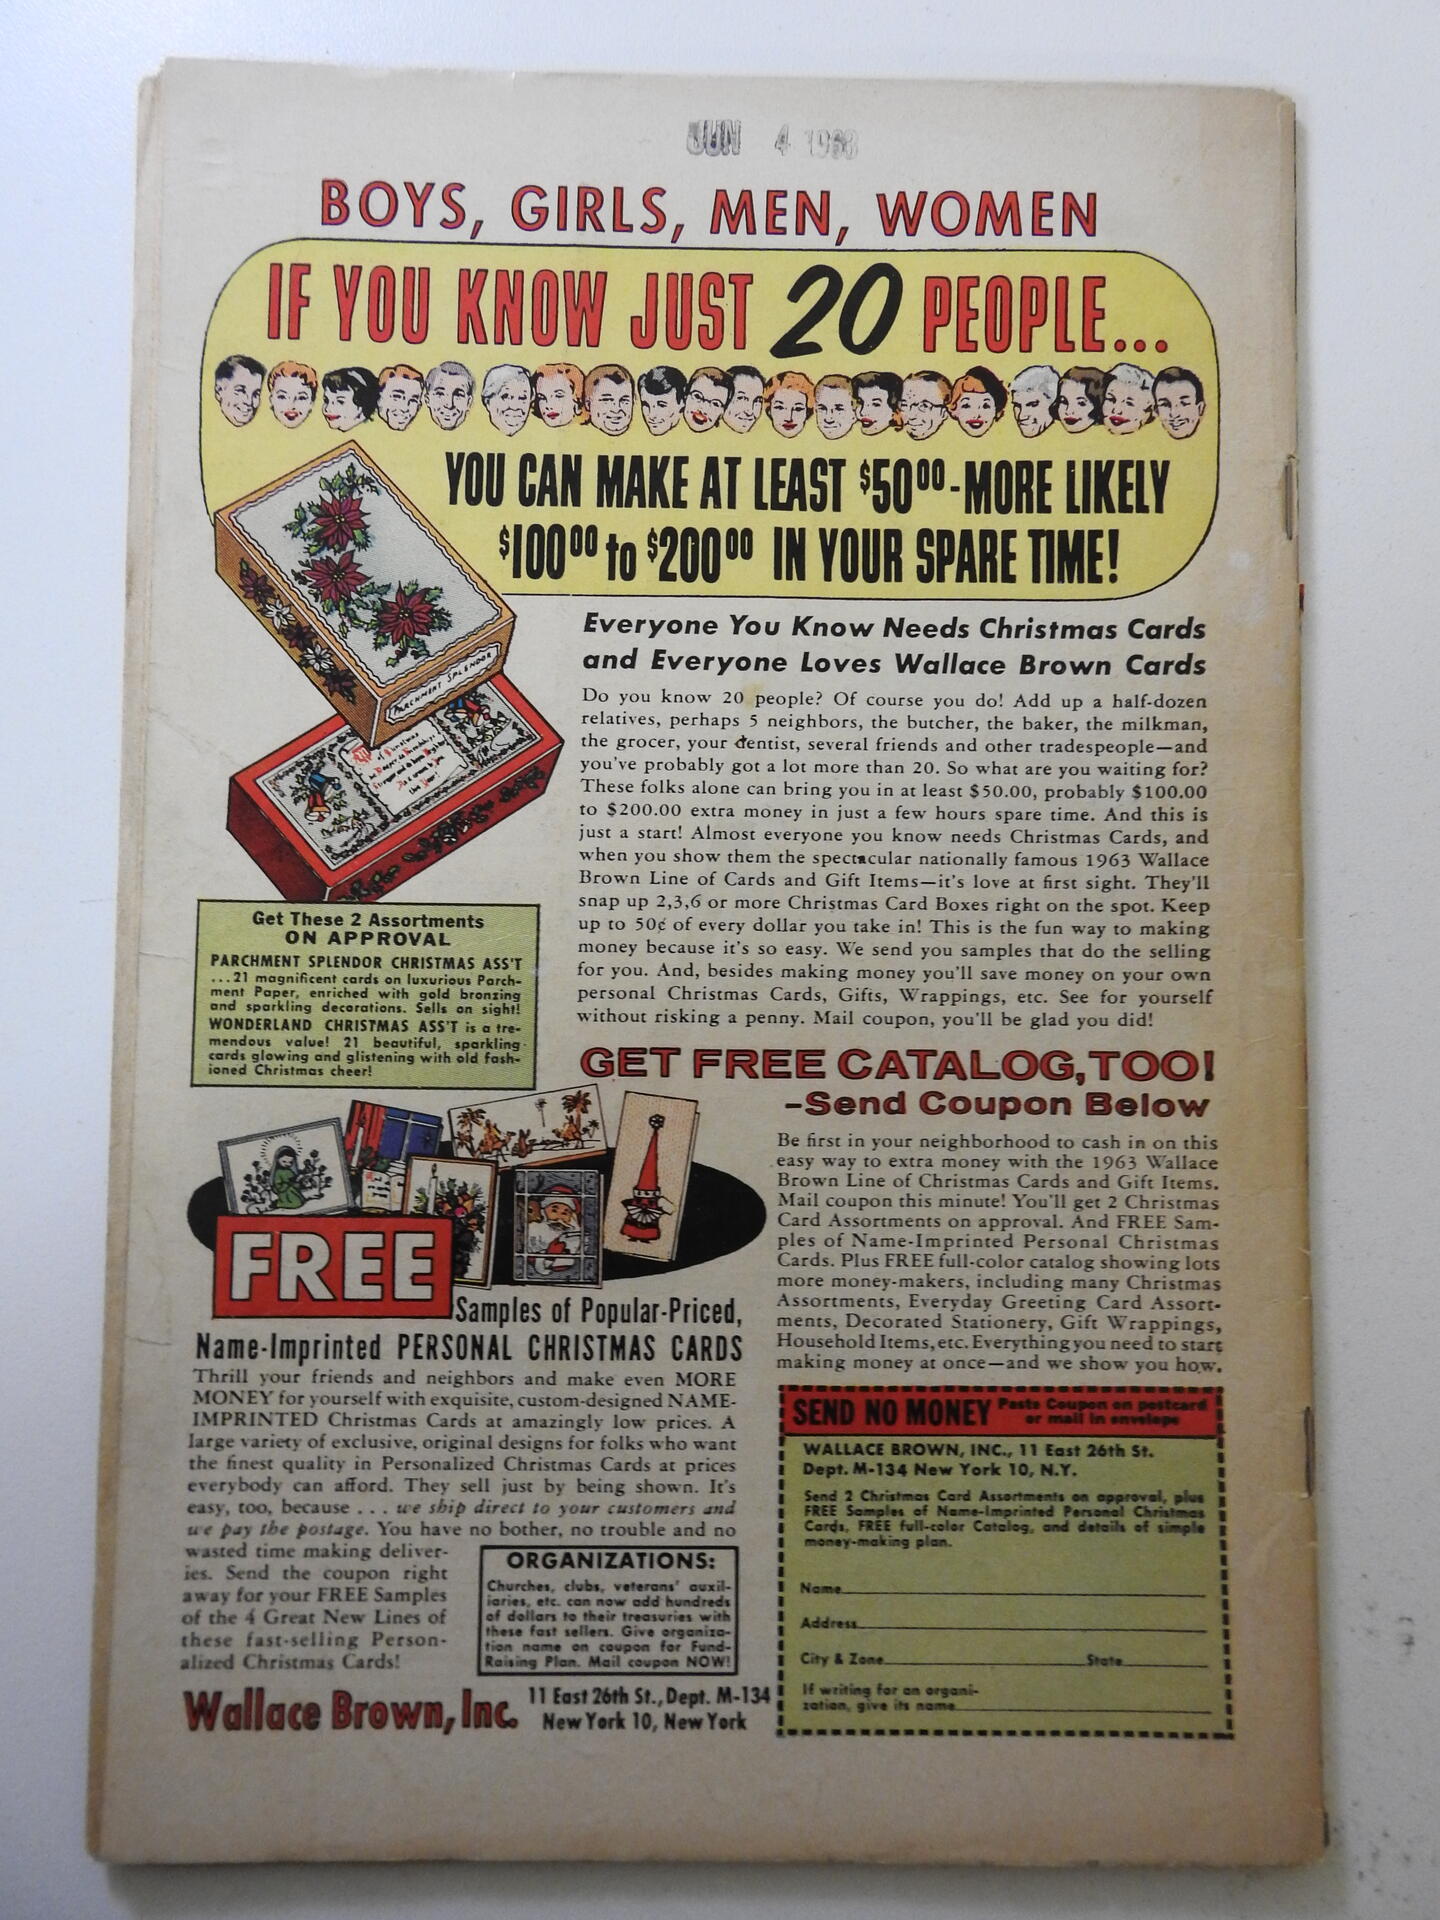 JUN 4 1963
BOYS, GIRLS, MEN, WOMEN
IF YOU KNOW JUST 20 PEOPLE...
YOU CAN MAKE AT LEAST $50.00-MORE LIKELY
$100.00 to $200.00 IN YOUR SPARE TIME!
PARCHMENT SPLENDOR
Everyone You Know Needs Christmas Cards
and Everyone Loves Wallace Brown Cards
Do you know 20 people? Of course you do! Add up a half-dozen
relatives, perhaps 5 neighbors, the butcher, the baker, the milkman,
the grocer, your dentist, several friends and other tradespeople—and
you've probably got a lot more than 20. So what are you waiting for?
These folks alone can bring you in at least $50.00, probably $100.00
to $200.00 extra money in just a few hours spare time. And this is
just a start! Almost everyone you know needs Christmas Cards, and
when you show them the spectacular nationally famous 1963 Wallace
Brown Line of Cards and Gift Items—it's love at first sight. They'll
snap up 2,3,6 or more Christmas Card Boxes right on the spot. Keep
up to 50¢ of every dollar you take in! This is the fun way to making
money because it's so easy. We send you samples that do the selling
for you. And, besides making money you'll save money on your own
personal Christmas Cards, Gifts, Wrappings, etc. See for yourself
without risking a penny. Mail coupon, you'll be glad you did!
Get These 2 Assortments
ON APPROVAL
PARCHMENT SPLENDOR CHRISTMAS ASS'T
...21 magnificent cards on luxurious Parch-
ment Paper, enriched with gold bronzing
and sparkling decorations. Sells on sight!
WONDERLAND CHRISTMAS ASS'T is a tre-
mendous value! 21 beautiful, sparkling
cards glowing and glistening with old fash-
ioned Christmas cheer!
GET FREE CATALOG, TOO!
-Send Coupon Below
Be first in your neighborhood to cash in on this
easy way to extra money with the 1963 Wallace
Brown Line of Christmas Cards and Gift Items.
Mail coupon this minute! You'll get 2 Christmas
Card Assortments on approval. And FREE Sam-
ples of Name-Imprinted Personal Christmas
Cards. Plus FREE full-color catalog showing lots
more money-makers, including many Christmas
Assortments, Everyday Greeting Card Assort-
ments, Decorated Stationery, Gift Wrappings,
Household Items, etc. Everything you need to start
making money at once—and we show you how.
FREE
Samples of Popular-Priced,
Name-Imprinted PERSONAL CHRISTMAS CARDS
Thrill your friends and neighbors and make even MORE
MONEY for yourself with exquisite, custom-designed NAME-
IMPRINTED Christmas Cards at amazingly low prices. A
large variety of exclusive, original designs for folks who want
the finest quality in Personalized Christmas Cards at prices
everybody can afford. They sell just by being shown. It's
easy, too, because . . . we ship direct to your customers and
we pay the postage. You have no bother, no trouble and no
wasted time making deliver-
ies. Send the coupon right
away for your FREE Samples
of the 4 Great New Lines of
these fast-selling Person-
alized Christmas Cards!
ORGANIZATIONS:
Churches, clubs, veterans' auxil-
iaries, etc. can now add hundreds
of dollars to their treasuries with
these fast sellers. Give organiza-
tion name on coupon for Fund-
Raising Plan. Mail coupon NOW!
Wallace Brown, Inc.
11 East 26th St., Dept. M-134
New York 10, New York
SEND NO MONEY
Paste Coupon on postcard
or mail in envelope
WALLACE BROWN, INC., 11 East 26th St.
Dept. M-134 New York 10, N.Y.
Send 2 Christmas Card Assortments on approval, plus
FREE Samples of Name-Imprinted Personal Christmas
Cards, FREE full-color Catalog, and details of simple
money-making plan.
Name
Address
City & Zone State
If writing for an organi-
zation, give its name